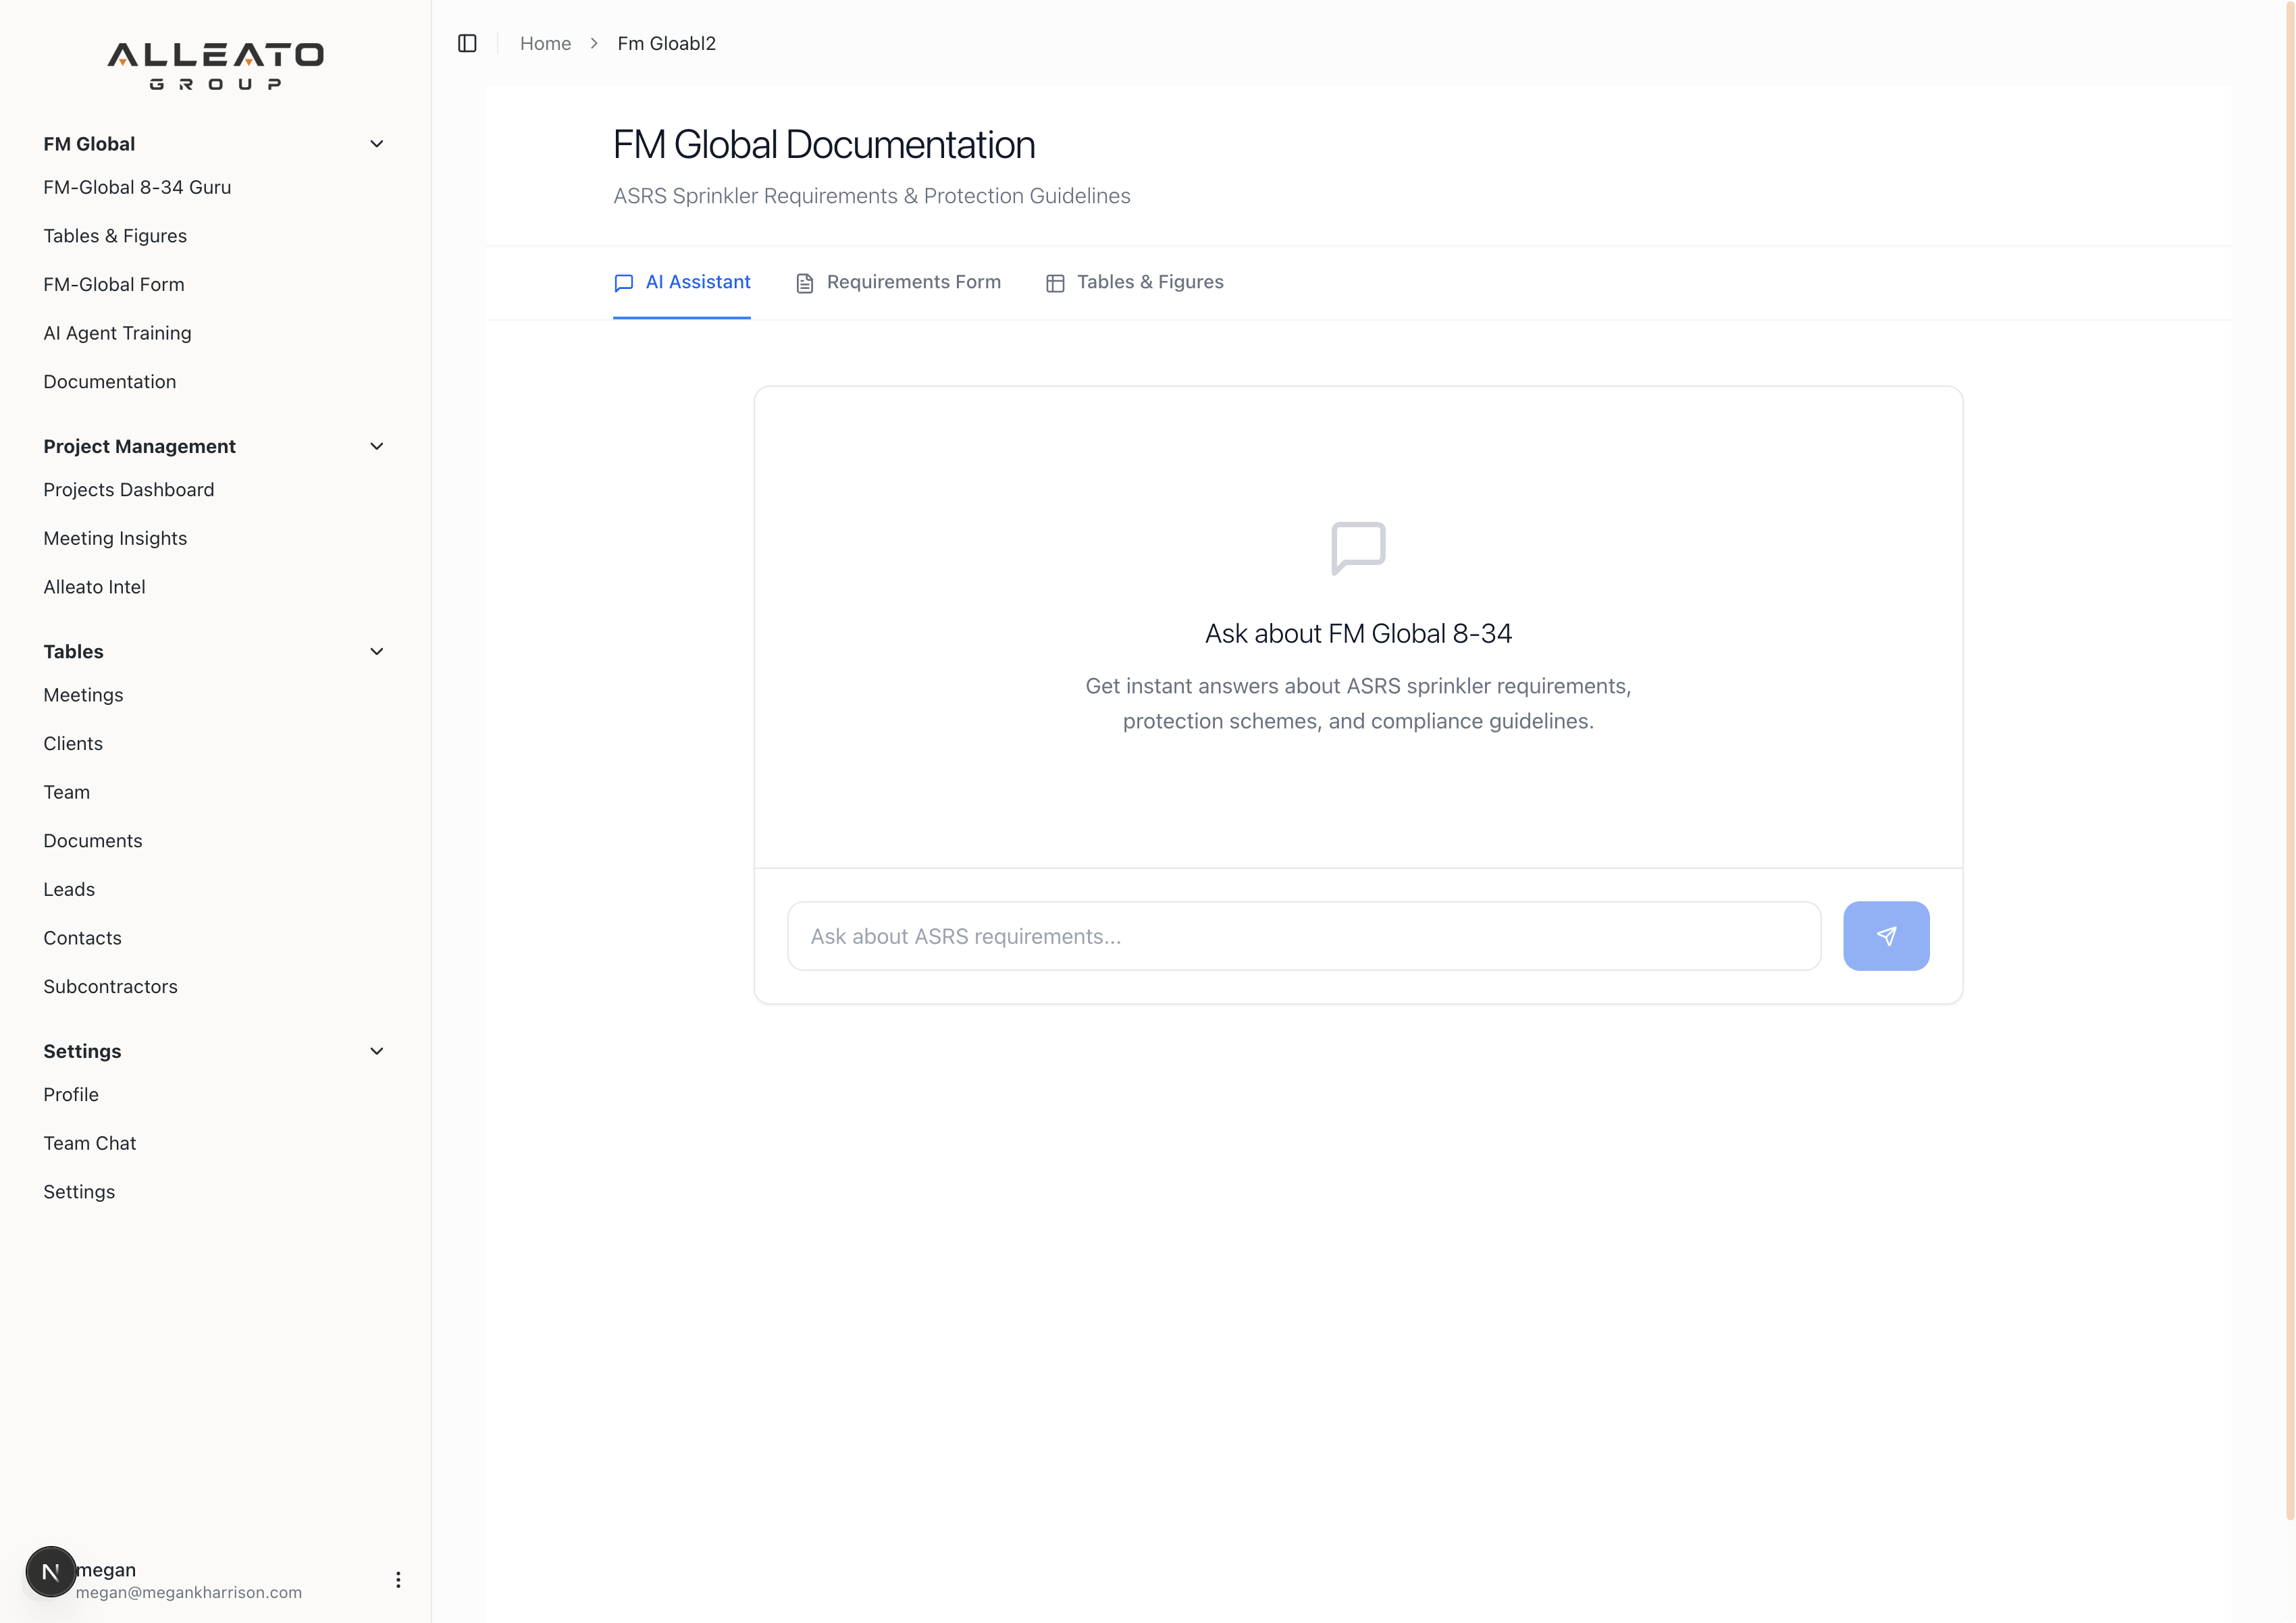 ALLEATO
GROUP
FM Global
FM-Global 8-34 Guru
Tables & Figures
FM-Global Form
AI Agent Training
Documentation
Project Management
Projects Dashboard
Meeting Insights
Alleato Intel
Tables
Meetings
Clients
Team
Documents
Leads
Contacts
Subcontractors
Settings
Profile
Team Chat
Settings
N
megan
megan@megankharrison.com
Home > Fm Gloabl2
FM Global Documentation
ASRS Sprinkler Requirements & Protection Guidelines
AI Assistant Requirements Form Tables & Figures
Ask about FM Global 8-34
Get instant answers about ASRS sprinkler requirements,
protection schemes, and compliance guidelines.
Ask about ASRS requirements...